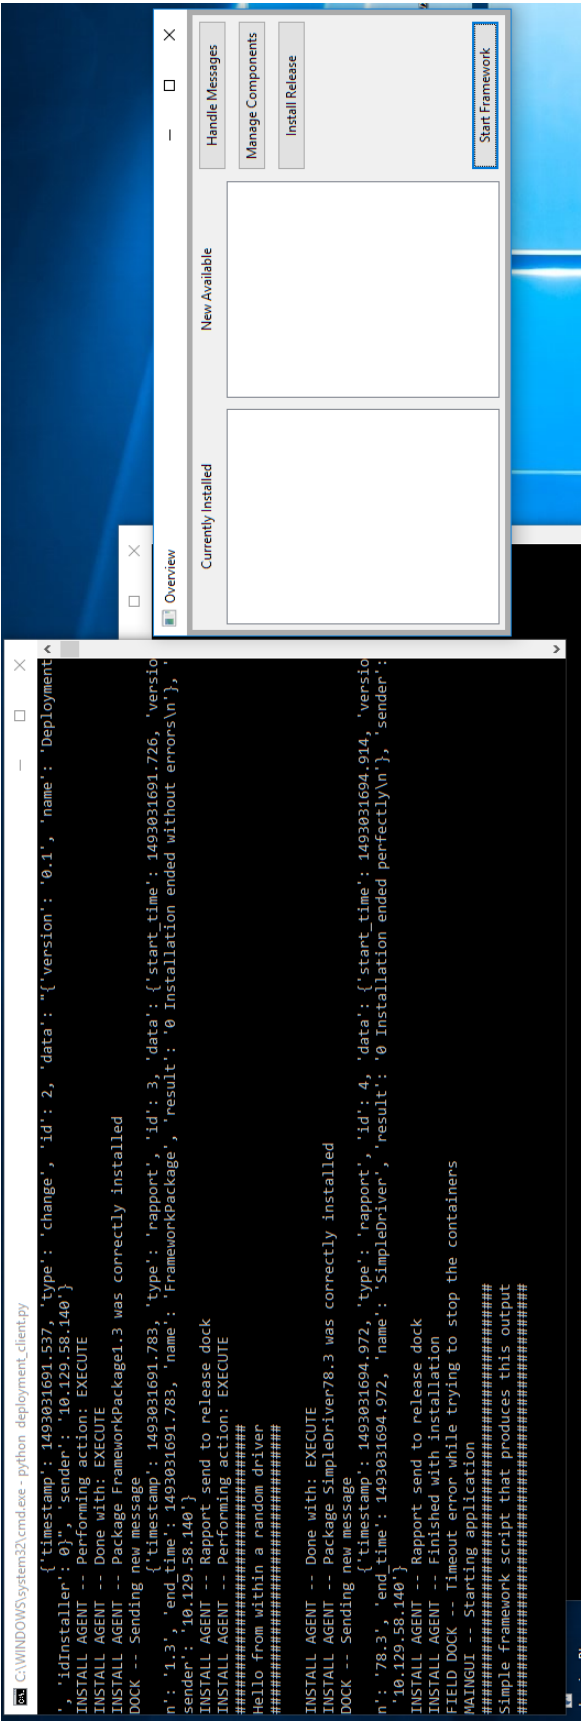 C:\WINDOWS\system32\cmd.exe - python  deployment_client.py
{'timestamp': 1493031691.537, 'type': 'change', 'id': 2, 'data': "{'version': '0.1', 'name': 'Deployment
', 'idInstaller': 0}", 'sender': '10.129.58.140'}
INSTALL AGENT -- Performing action: EXECUTE
INSTALL AGENT -- Done with: EXECUTE
INSTALL AGENT -- Package FrameworkPackage1.3 was correctly installed
DOCK -- Sending new message
{'timestamp': 1493031691.783, 'type': 'rapport', 'id': 3, 'data': {'start_time': 1493031691.726, 'versio
n': '1.3', 'end_time': 1493031691.783, 'name': 'FrameworkPackage', 'result': '0 Installation ended without errors\n'}, '
sender': '10.129.58.140'}
INSTALL AGENT -- Rapport send to release dock
INSTALL AGENT -- Performing action: EXECUTE
####################################
Hello from within a random driver
####################################
INSTALL AGENT -- Done with: EXECUTE
INSTALL AGENT -- Package SimpleDriver78.3 was correctly installed
DOCK -- Sending new message
{'timestamp': 1493031694.972, 'type': 'rapport', 'id': 4, 'data': {'start_time': 1493031694.914, 'versio
n': '78.3', 'end_time': 1493031694.972, 'name': 'SimpleDriver', 'result': '0 Installation ended perfectly\n'}, 'sender':
'10.129.58.140'}
INSTALL AGENT -- Rapport send to release dock
INSTALL AGENT -- Finished with installation
FIELD DOCK -- Timeout error while trying to stop the containers
MAINGUI -- Starting application
######################################################
Simple framework script that produces this output
######################################################
Overview
Currently Installed
New Available
Handle Messages
Manage Components
Install Release
Start Framework